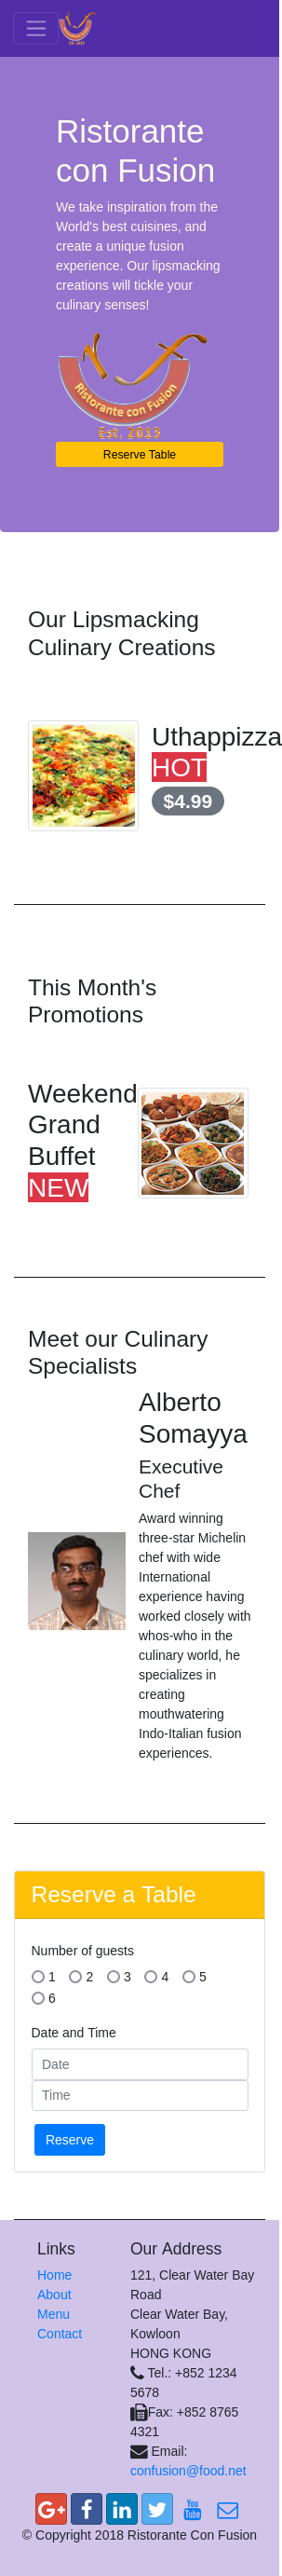 Ristorante
con Fusion
We take inspiration from the
World's best cuisines, and
create a unique fusion
experience. Our lipsmacking
creations will tickle your
culinary senses!
Ristorante con Fusion
Est. 2013
Reserve Table
Our Lipsmacking
Culinary Creations
Uthappizza
HOT
$4.99
This Month's
Promotions
Weekend
Grand
Buffet
NEW
Meet our Culinary
Specialists
Alberto
Somayya
Executive
Chef
Award winning
three-star Michelin
chef with wide
International
experience having
worked closely with
whos-who in the
culinary world, he
specializes in
creating
mouthwatering
Indo-Italian fusion
experiences.
Reserve a Table
Number of guests
1 2 3 4 5
6
Date and Time
Date
Time
Reserve
Links
Home
About
Menu
Contact
Our Address
121, Clear Water Bay
Road
Clear Water Bay,
Kowloon
HONG KONG
Tel.: +852 1234
5678
Fax: +852 8765
4321
Email:
confusion@food.net
G+ f in You Tube
© Copyright 2018 Ristorante Con Fusion